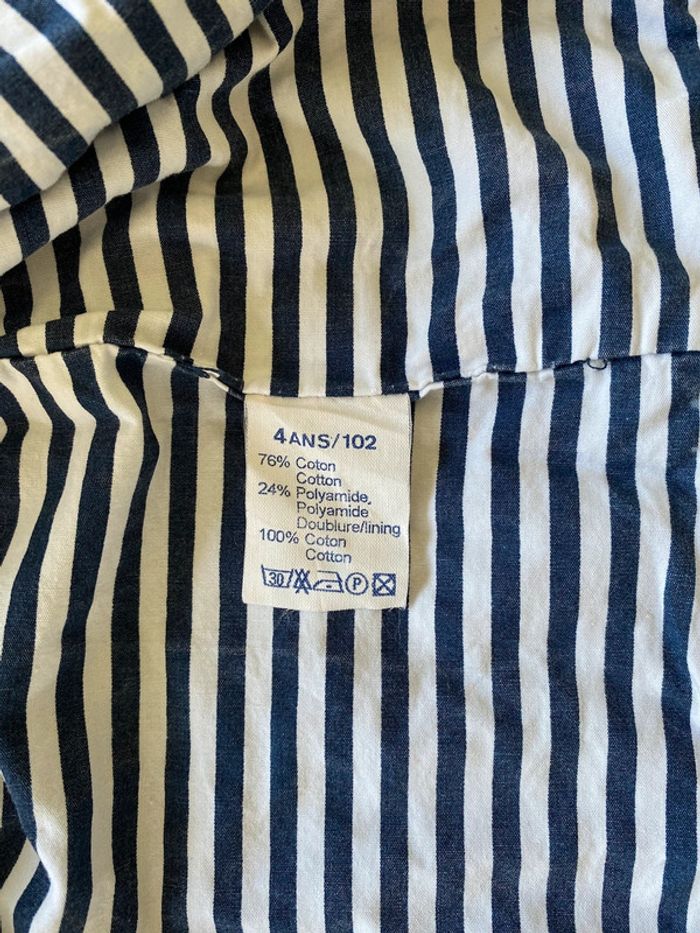 4ANS/102
76% Coton
Cotton
24% Polyamide
Polyamide
Doublure/lining
100% Coton
Cotton
30 P